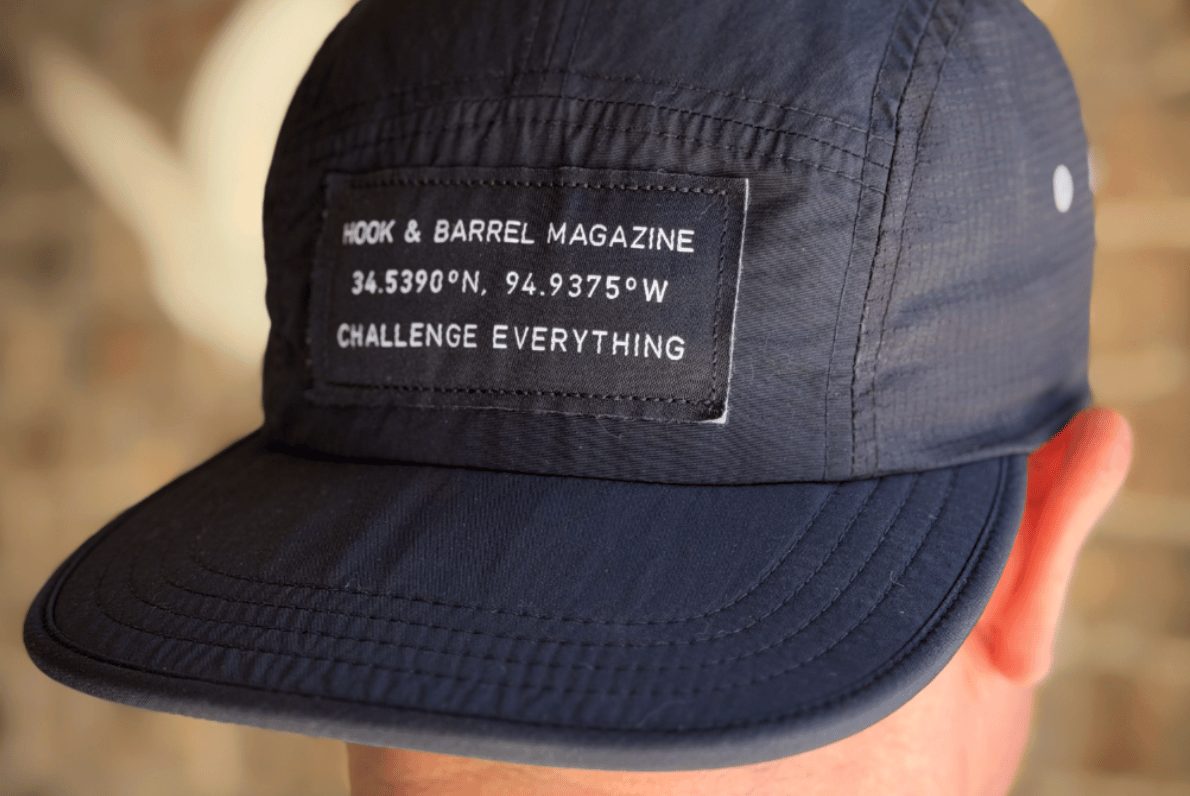 HOOK & BARREL MAGAZINE
34.5390°N, 94.9375°W
CHALLENGE EVERYTHING